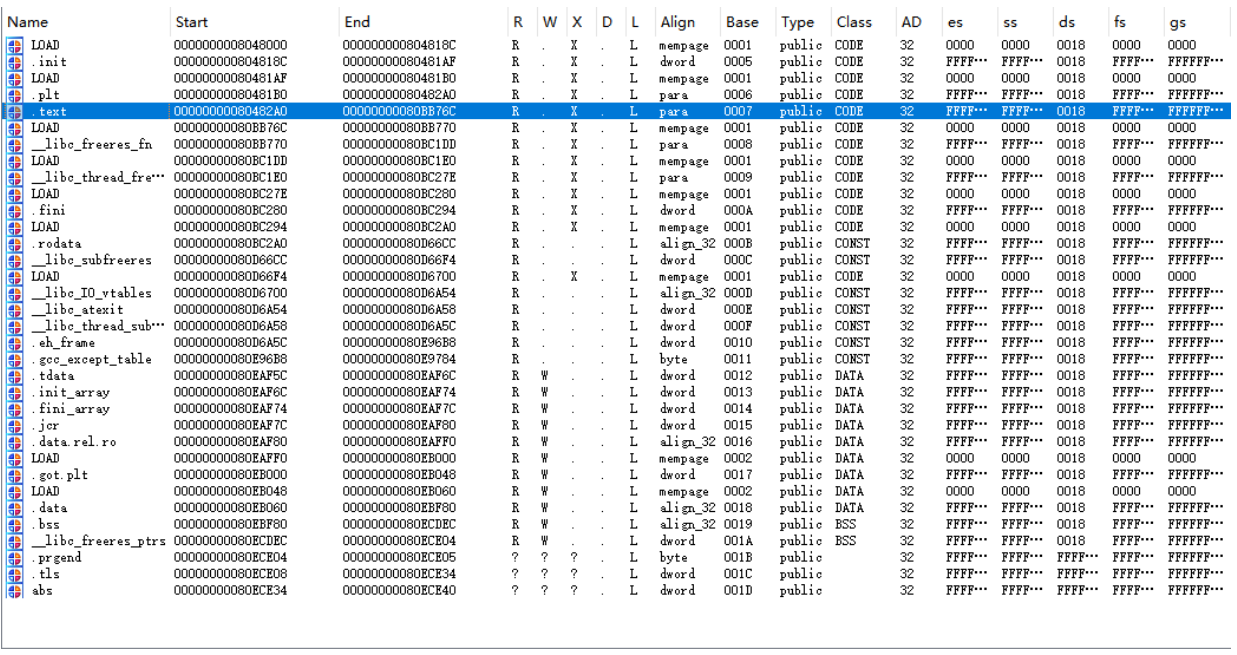 Name Start End R W X D L Align Base Type Class AD es ss ds fs gs
LOAD 0000000008048000 000000000804818C R . X . L mempage 0001 public CODE 32 0000 0000 0018 0000 0000
.init 000000000804818C 00000000080481AF R . X . L dword 0005 public CODE 32 FFFF… FFFF… 0018 FFFF… FFFFFF…
LOAD 00000000080481AF 00000000080481B0 R . X . L mempage 0001 public CODE 32 0000 0000 0018 0000 0000
.plt 00000000080481B0 00000000080482A0 R . X . L para 0006 public CODE 32 FFFF… FFFF… 0018 FFFF… FFFFFF…
.text 00000000080482A0 00000000080BB76C R . X . L para 0007 public CODE 32 FFFF… FFFF… 0018 FFFF… FFFFFF…
LOAD 00000000080BB76C 00000000080BB770 R . X . L mempage 0001 public CODE 32 0000 0000 0018 0000 0000
__libc_freeres_fn 00000000080BB770 00000000080BC1DD R . X . L para 0008 public CODE 32 FFFF… FFFF… 0018 FFFF… FFFFFF…
LOAD 00000000080BC1DD 00000000080BC1E0 R . X . L mempage 0001 public CODE 32 0000 0000 0018 0000 0000
__libc_thread_fre… 00000000080BC1E0 00000000080BC27E R . X . L para 0009 public CODE 32 FFFF… FFFF… 0018 FFFF… FFFFFF…
LOAD 00000000080BC27E 00000000080BC280 R . X . L mempage 0001 public CODE 32 0000 0000 0018 0000 0000
.fini 00000000080BC280 00000000080BC294 R . X . L dword 000A public CODE 32 FFFF… FFFF… 0018 FFFF… FFFFFF…
LOAD 00000000080BC294 00000000080BC2A0 R . X . L mempage 0001 public CODE 32 0000 0000 0018 0000 0000
.rodata 00000000080BC2A0 00000000080D66CC R . . . L align_32 000B public CONST 32 FFFF… FFFF… 0018 FFFF… FFFFFF…
__libc_subfreeres 00000000080D66CC 00000000080D66F4 R . . . L dword 000C public CONST 32 FFFF… FFFF… 0018 FFFF… FFFFFF…
LOAD 00000000080D66F4 00000000080D6700 R . X . L mempage 0001 public CODE 32 0000 0000 0018 0000 0000
__libc_IO_vtables 00000000080D6700 00000000080D6A54 R . . . L align_32 000D public CONST 32 FFFF… FFFF… 0018 FFFF… FFFFFF…
__libc_atexit 00000000080D6A54 00000000080D6A58 R . . . L dword 000E public CONST 32 FFFF… FFFF… 0018 FFFF… FFFFFF…
__libc_thread_sub… 00000000080D6A58 00000000080D6A5C R . . . L dword 000F public CONST 32 FFFF… FFFF… 0018 FFFF… FFFFFF…
.eh_frame 00000000080D6A5C 00000000080E96B8 R . . . L dword 0010 public CONST 32 FFFF… FFFF… 0018 FFFF… FFFFFF…
.gcc_except_table 00000000080E96B8 00000000080E9784 R . . . L byte 0011 public CONST 32 FFFF… FFFF… 0018 FFFF… FFFFFF…
.tdata 00000000080EAF5C 00000000080EAF6C R W . . L dword 0012 public DATA 32 FFFF… FFFF… 0018 FFFF… FFFFFF…
.init_array 00000000080EAF6C 00000000080EAF74 R W . . L dword 0013 public DATA 32 FFFF… FFFF… 0018 FFFF… FFFFFF…
.fini_array 00000000080EAF74 00000000080EAF7C R W . . L dword 0014 public DATA 32 FFFF… FFFF… 0018 FFFF… FFFFFF…
.jcr 00000000080EAF7C 00000000080EAF80 R W . . L dword 0015 public DATA 32 FFFF… FFFF… 0018 FFFF… FFFFFF…
.data.rel.ro 00000000080EAF80 00000000080EAFF0 R W . . L align_32 0016 public DATA 32 FFFF… FFFF… 0018 FFFF… FFFFFF…
LOAD 00000000080EAFF0 00000000080EB000 R W . . L mempage 0002 public DATA 32 0000 0000 0018 0000 0000
.got.plt 00000000080EB000 00000000080EB048 R W . . L dword 0017 public DATA 32 FFFF… FFFF… 0018 FFFF… FFFFFF…
LOAD 00000000080EB048 00000000080EB060 R W . . L mempage 0002 public DATA 32 0000 0000 0018 0000 0000
.data 00000000080EB060 00000000080EBF80 R W . . L align_32 0018 public DATA 32 FFFF… FFFF… 0018 FFFF… FFFFFF…
.bss 00000000080EBF80 00000000080ECDEC R W . . L align_32 0019 public BSS 32 FFFF… FFFF… 0018 FFFF… FFFFFF…
__libc_freeres_ptrs 00000000080ECDEC 00000000080ECE04 R W . . L dword 001A public BSS 32 FFFF… FFFF… 0018 FFFF… FFFFFF…
.prgend 00000000080ECE04 00000000080ECE05 ? ? ? . L byte 001B public 32 FFFF… FFFF… FFFF… FFFF… FFFFFF…
.tls 00000000080ECE08 00000000080ECE34 ? ? ? . L dword 001C public 32 FFFF… FFFF… FFFF… FFFF… FFFFFF…
abs 00000000080ECE34 00000000080ECE40 ? ? ? . L dword 001D public 32 FFFF… FFFF… FFFF… FFFF… FFFFFF…